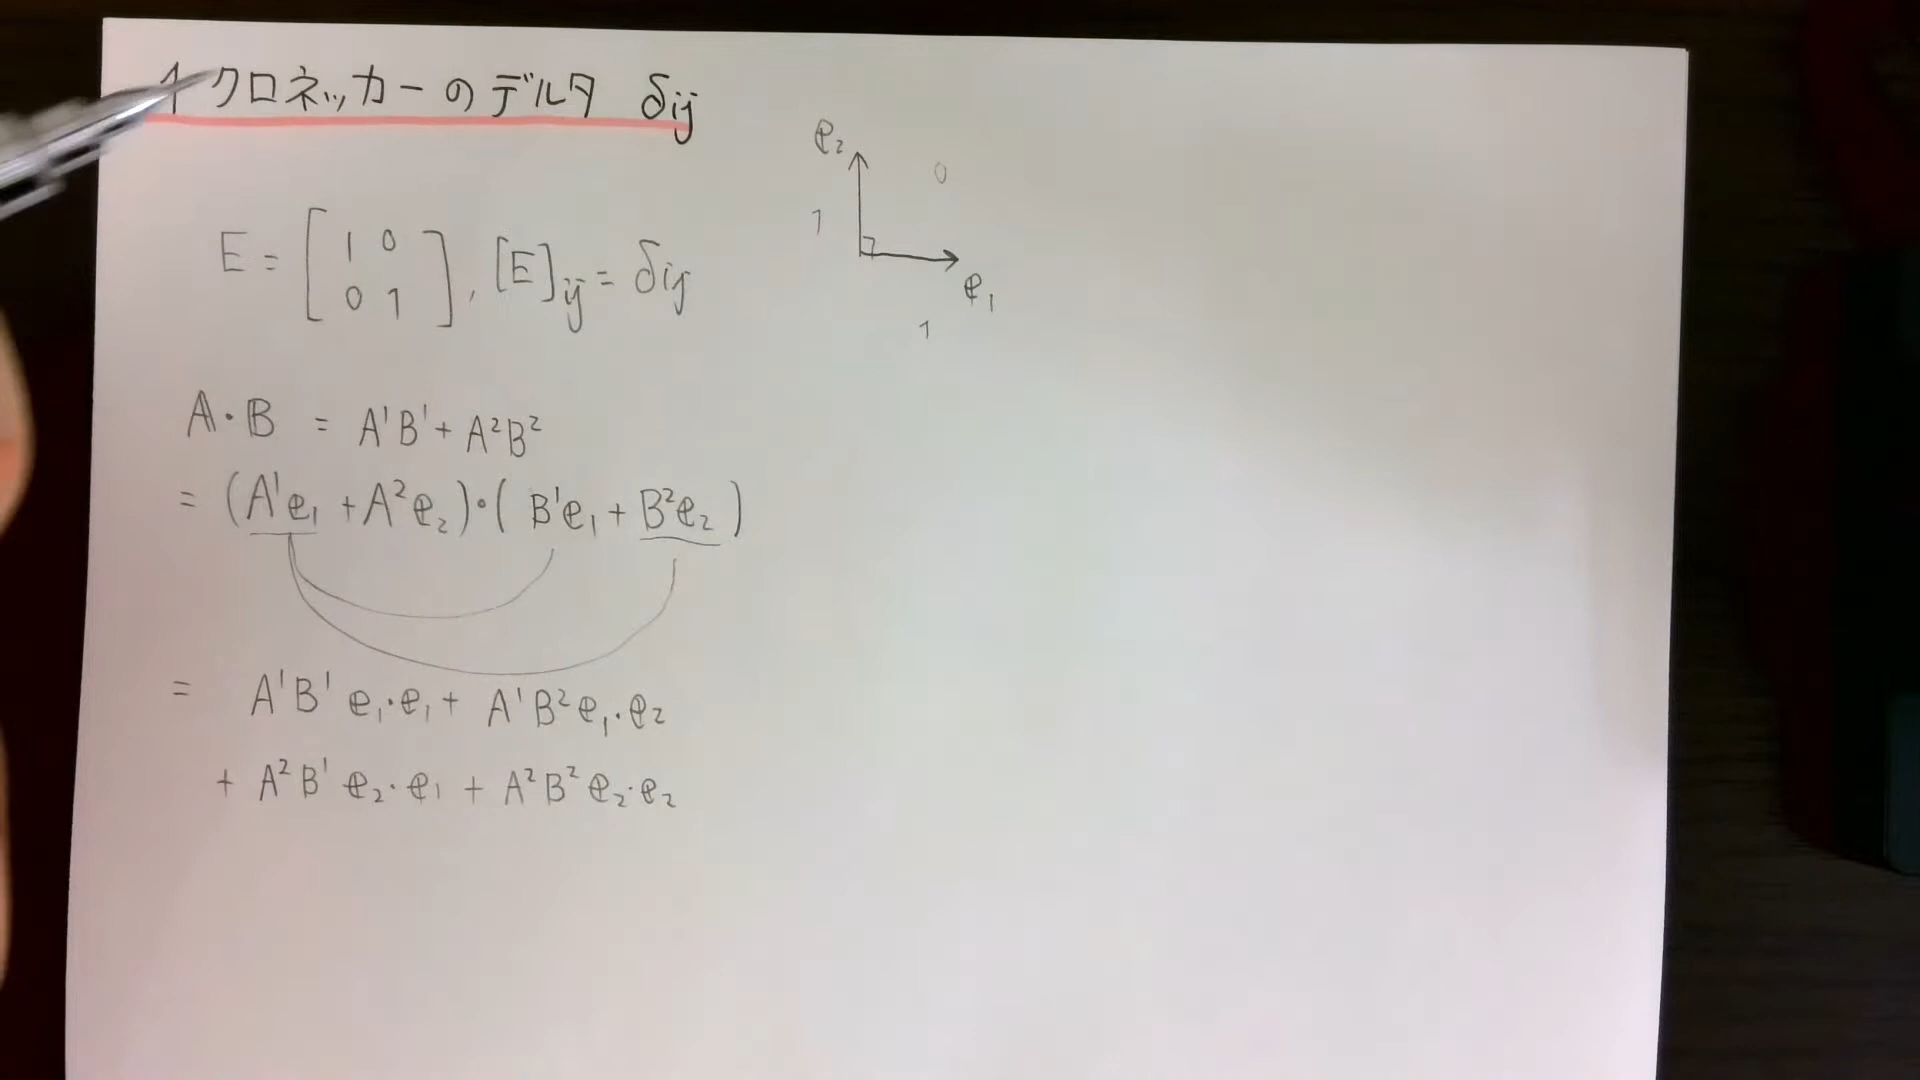 1 クロネッカーのデルタ δij
E = [1 0
0 1], [E]ij = δij
e2
0
1
e1
1
A・B = A¹B¹ + A²B²
= (A¹e1 + A²e2)・(B¹e1 + B²e2)
= A¹B¹ e1・e1 + A¹B² e1・e2
+ A²B¹ e2・e1 + A²B² e2・e2